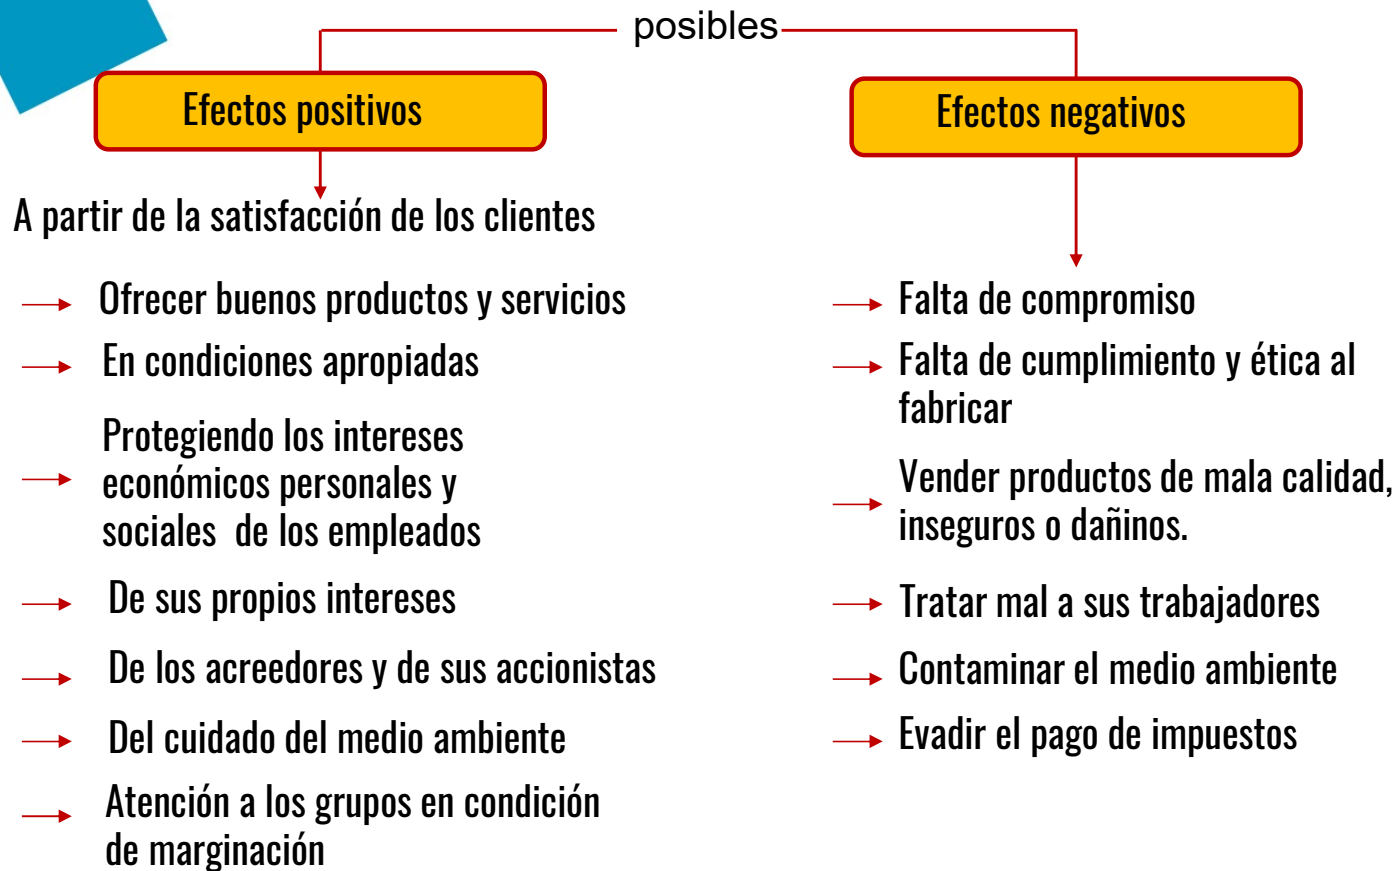 posibles
Efectos positivos
A partir de la satisfacción de los clientes
Ofrecer buenos productos y servicios
En condiciones apropiadas
Protegiendo los intereses
económicos personales y
sociales de los empleados
De sus propios intereses
De los acreedores y de sus accionistas
Del cuidado del medio ambiente
Atención a los grupos en condición
de marginación
Efectos negativos
Falta de compromiso
Falta de cumplimiento y ética al
fabricar
Vender productos de mala calidad,
inseguros o dañinos.
Tratar mal a sus trabajadores
Contaminar el medio ambiente
Evadir el pago de impuestos